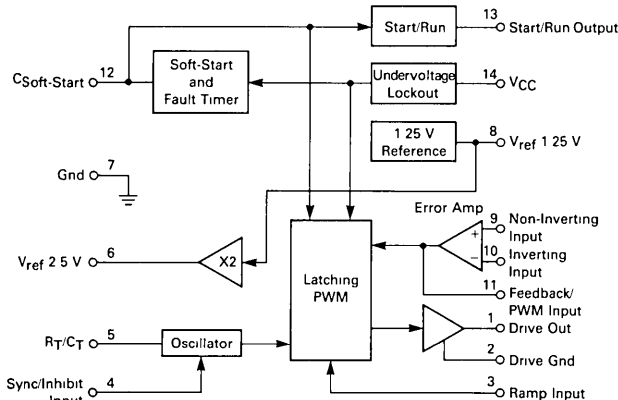 13
Start/Run
Start/Run Output
CSoft-Start
12
Soft-Start
and
Fault Timer
Undervoltage
Lockout
14
VCC
1 25 V
Reference
8
Vref 1 25 V
7
Gnd
Error Amp
9
Non-Inverting
Input
+
10
Inverting
Input
−
6
Vref 2 5 V
X2
Latching
PWM
11
Feedback/
PWM Input
1
Drive Out
5
RT/CT
Oscillator
2
Drive Gnd
4
Sync/Inhibit
Input
3
Ramp Input